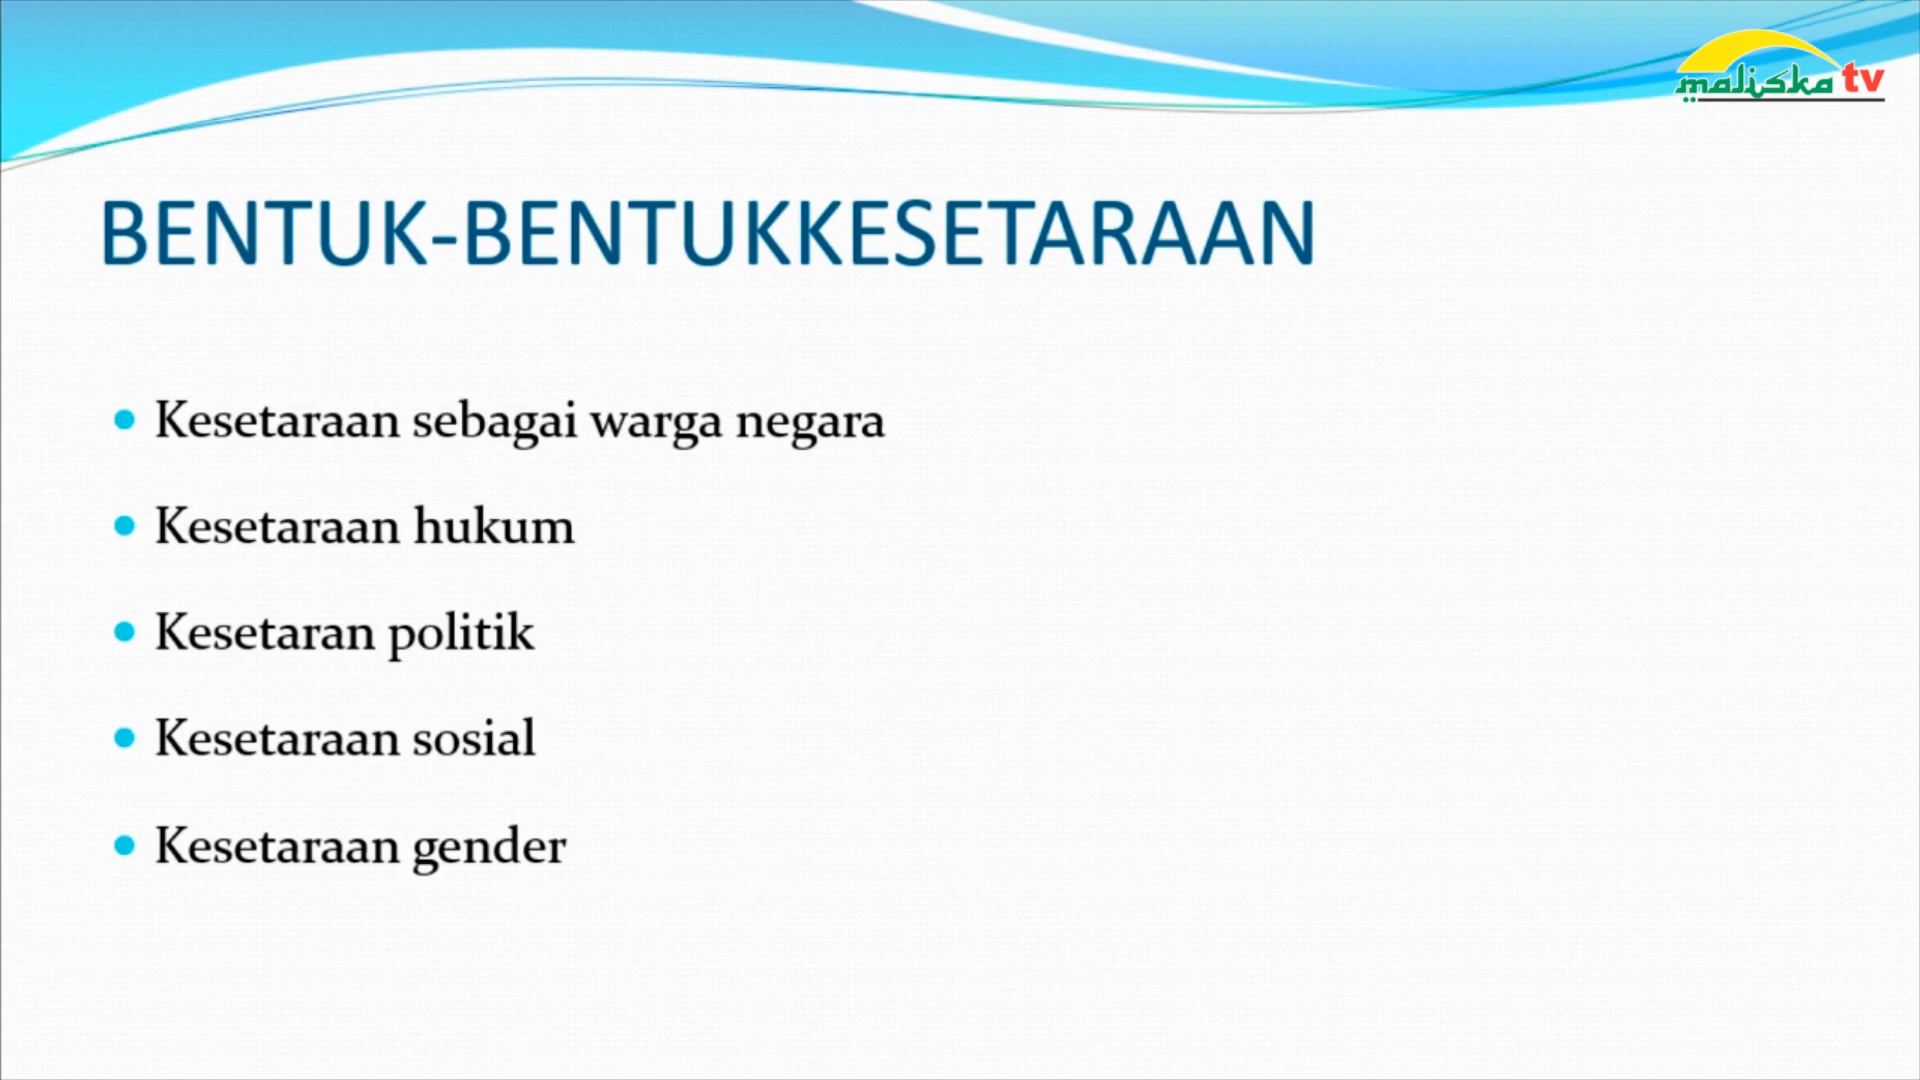 maliska tv
BENTUK-BENTUKKESETARAAN
Kesetaraan sebagai warga negara
Kesetaraan hukum
Kesetaran politik
Kesetaraan sosial
Kesetaraan gender